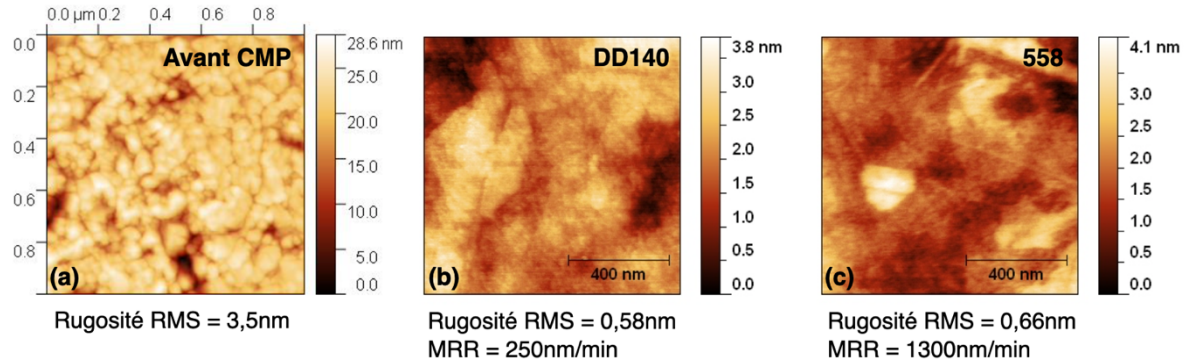 0.0 µm 0.2 0.4 0.6 0.8
0.0
0.2
0.4
0.6
0.8
Avant CMP
(a)
28.6 nm
25.0
20.0
15.0
10.0
5.0
0.0
Rugosité RMS = 3,5nm
DD140
(b)
400 nm
3.8 nm
3.0
2.5
2.0
1.5
1.0
0.5
0.0
Rugosité RMS = 0,58nm
MRR = 250nm/min
558
(c)
400 nm
4.1 nm
3.0
2.5
2.0
1.5
1.0
0.5
0.0
Rugosité RMS = 0,66nm
MRR = 1300nm/min